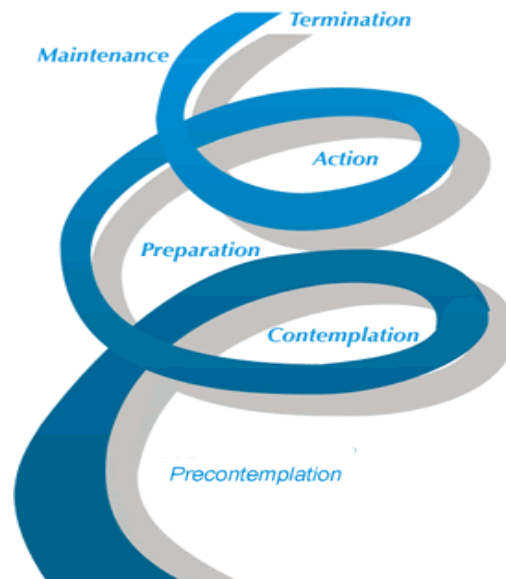 Termination
Maintenance
Action
Preparation
Contemplation
Precontemplation